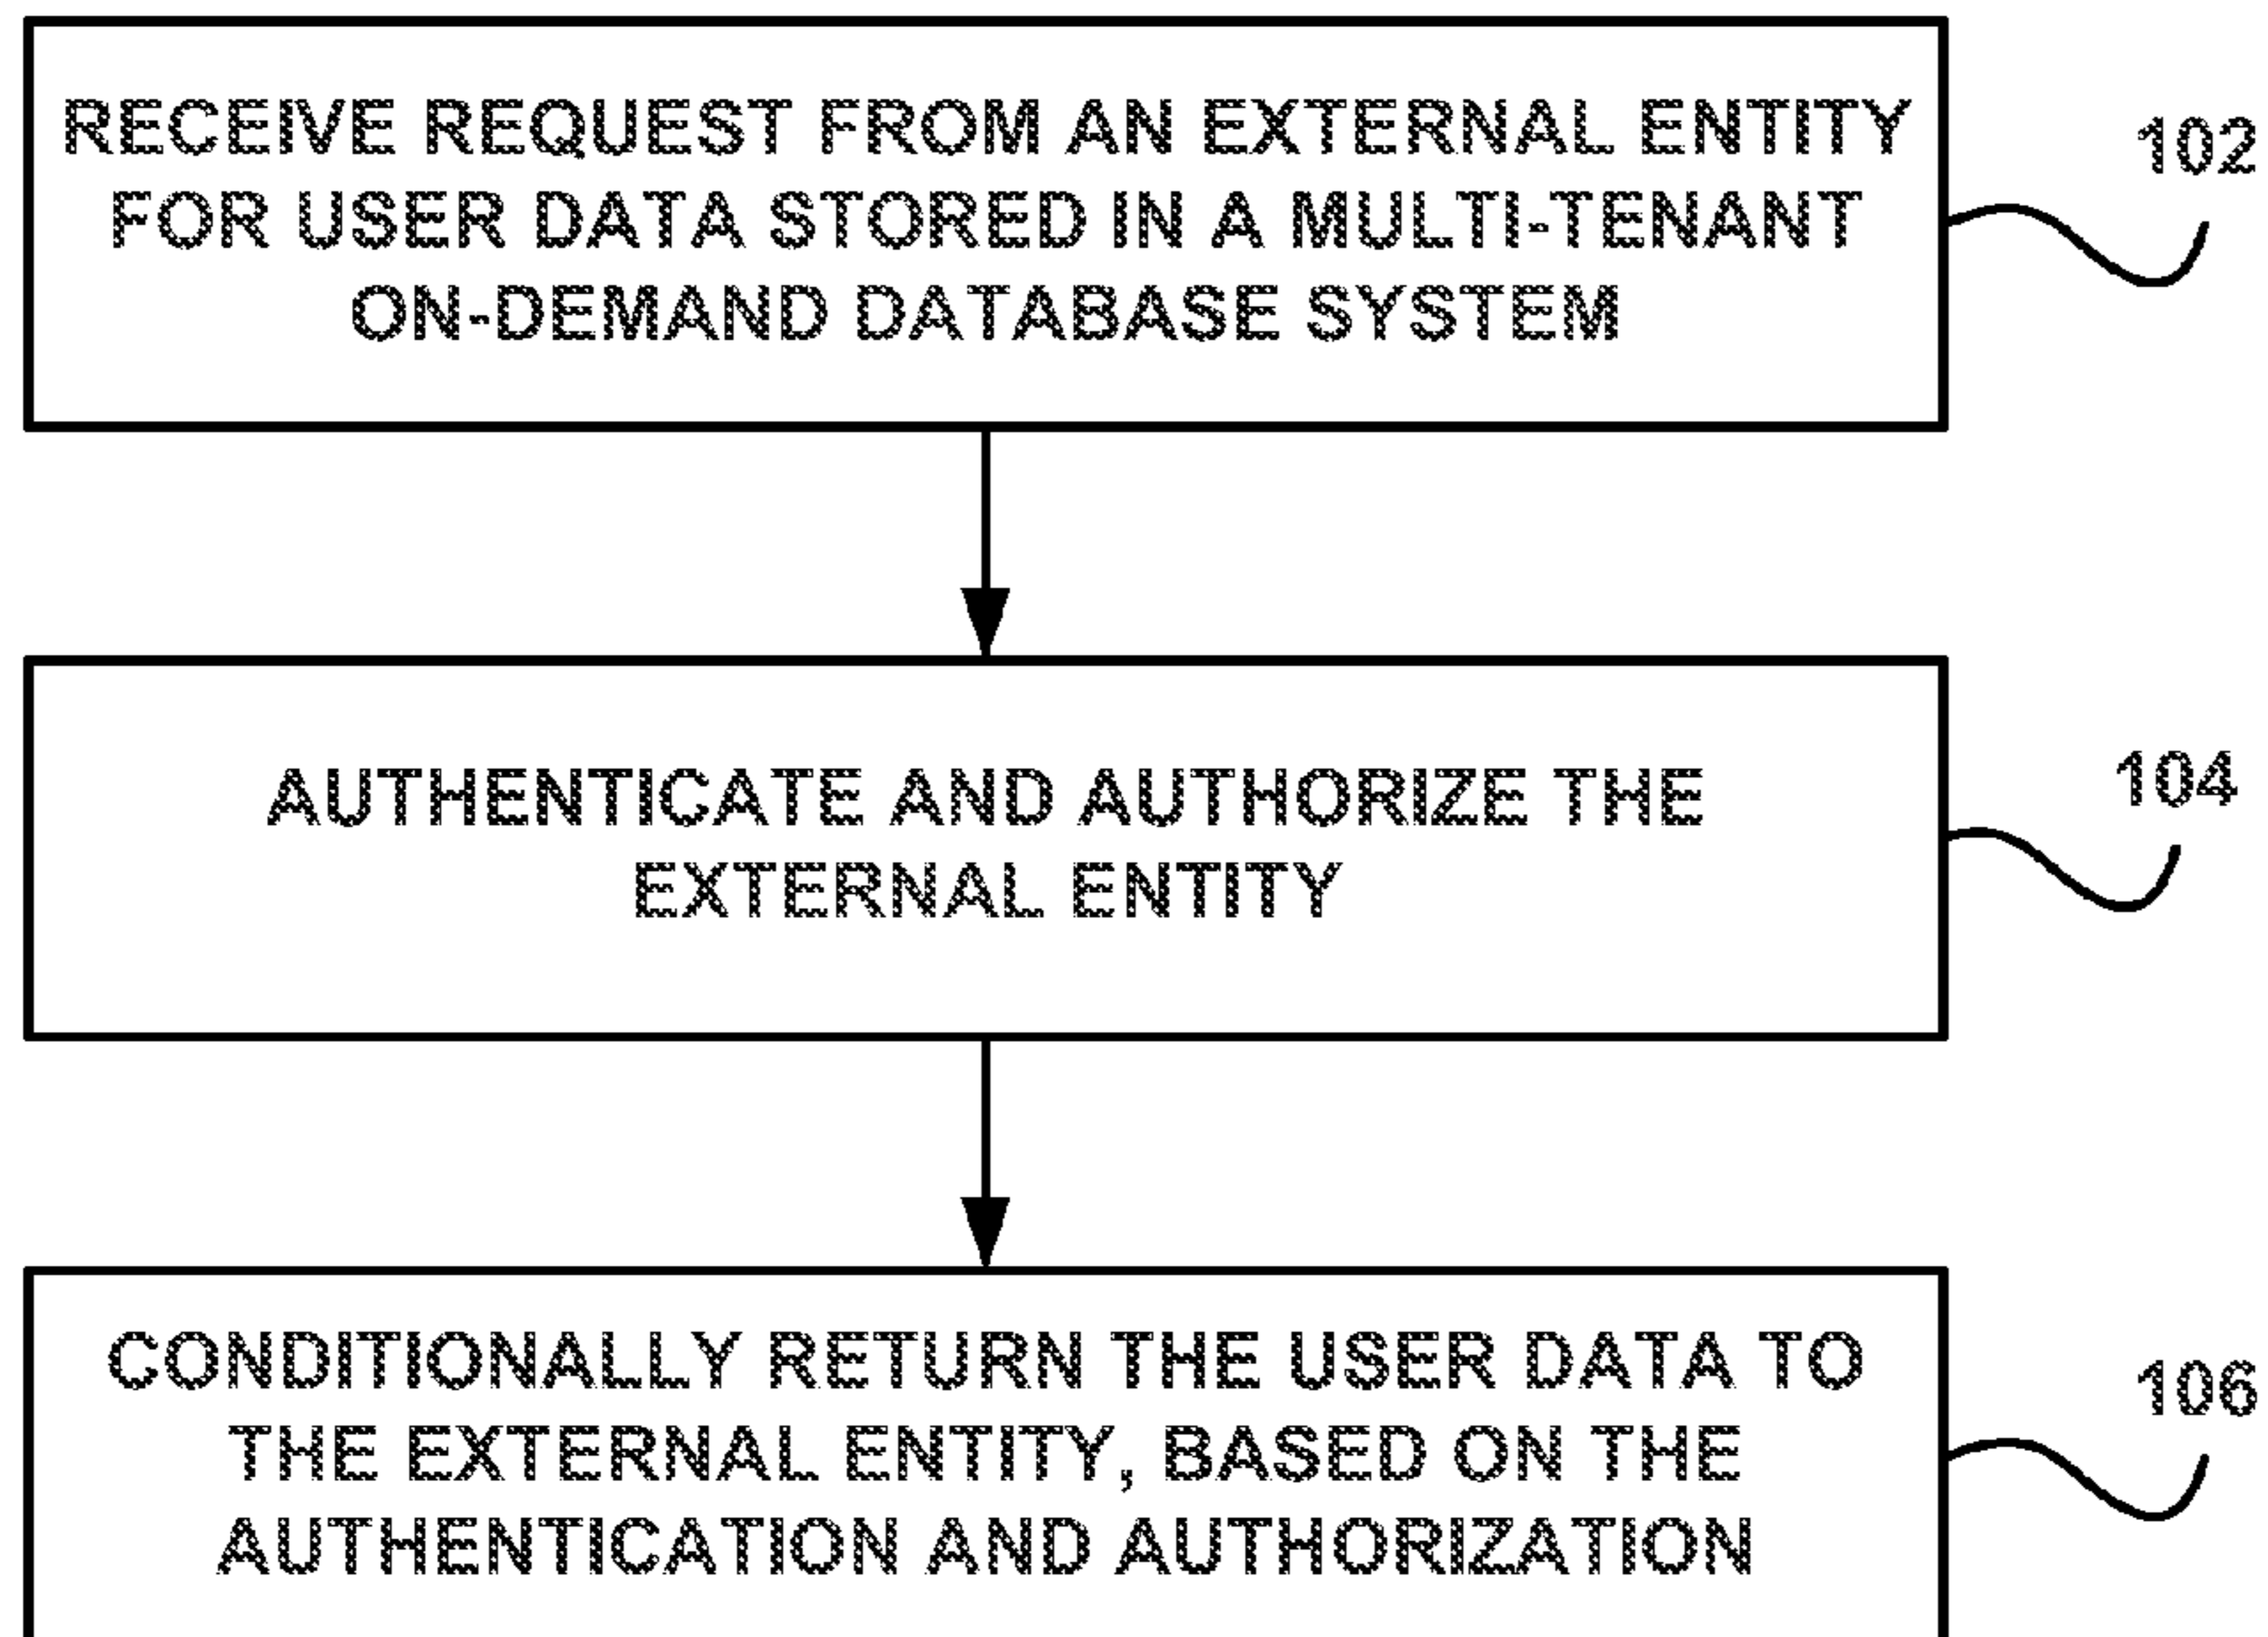 RECEIVE REQUEST FROM AN EXTERNAL ENTITY
FOR USER DATA STORED IN A MULTI-TENANT
ON-DEMAND DATABASE SYSTEM
102
AUTHENTICATE AND AUTHORIZE THE
EXTERNAL ENTITY
104
CONDITIONALLY RETURN THE USER DATA TO
THE EXTERNAL ENTITY, BASED ON THE
AUTHENTICATION AND AUTHORIZATION
106